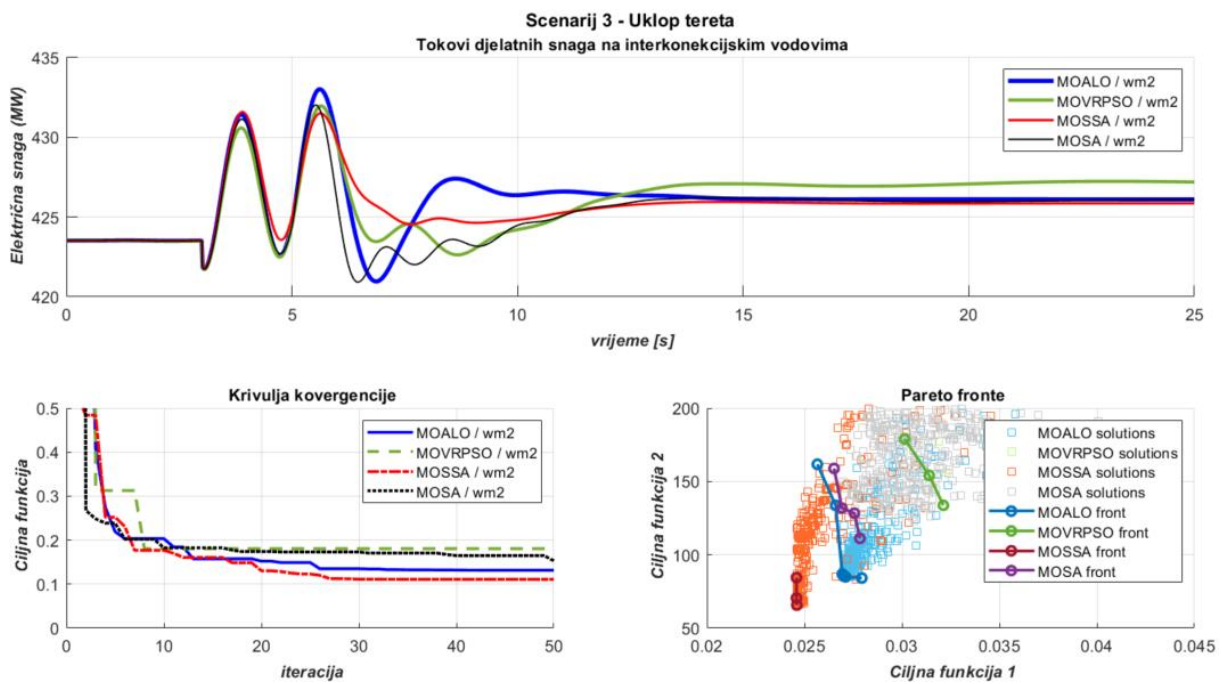 Scenarij 3 - Uklop tereta
Tokovi djelatnih snaga na interkonekcijskim vodovima
Električna snaga (MW)
435
430
425
420
0
5
10
15
20
25
vrijeme [s]
MOALO / wm2
MOVRPSO / wm2
MOSSA / wm2
MOSA / wm2
Krivulja kovergencije
Ciljna funkcija
0.5
0.4
0.3
0.2
0.1
0
0
10
20
30
40
50
iteracija
MOALO / wm2
MOVRPSO / wm2
MOSSA / wm2
MOSA / wm2
Pareto fronte
Ciljna funkcija 2
200
150
100
50
0.02
0.025
0.03
0.035
0.04
0.045
Ciljna funkcija 1
MOALO solutions
MOVRPSO solutions
MOSSA solutions
MOSA solutions
MOALO front
MOVRPSO front
MOSSA front
MOSA front